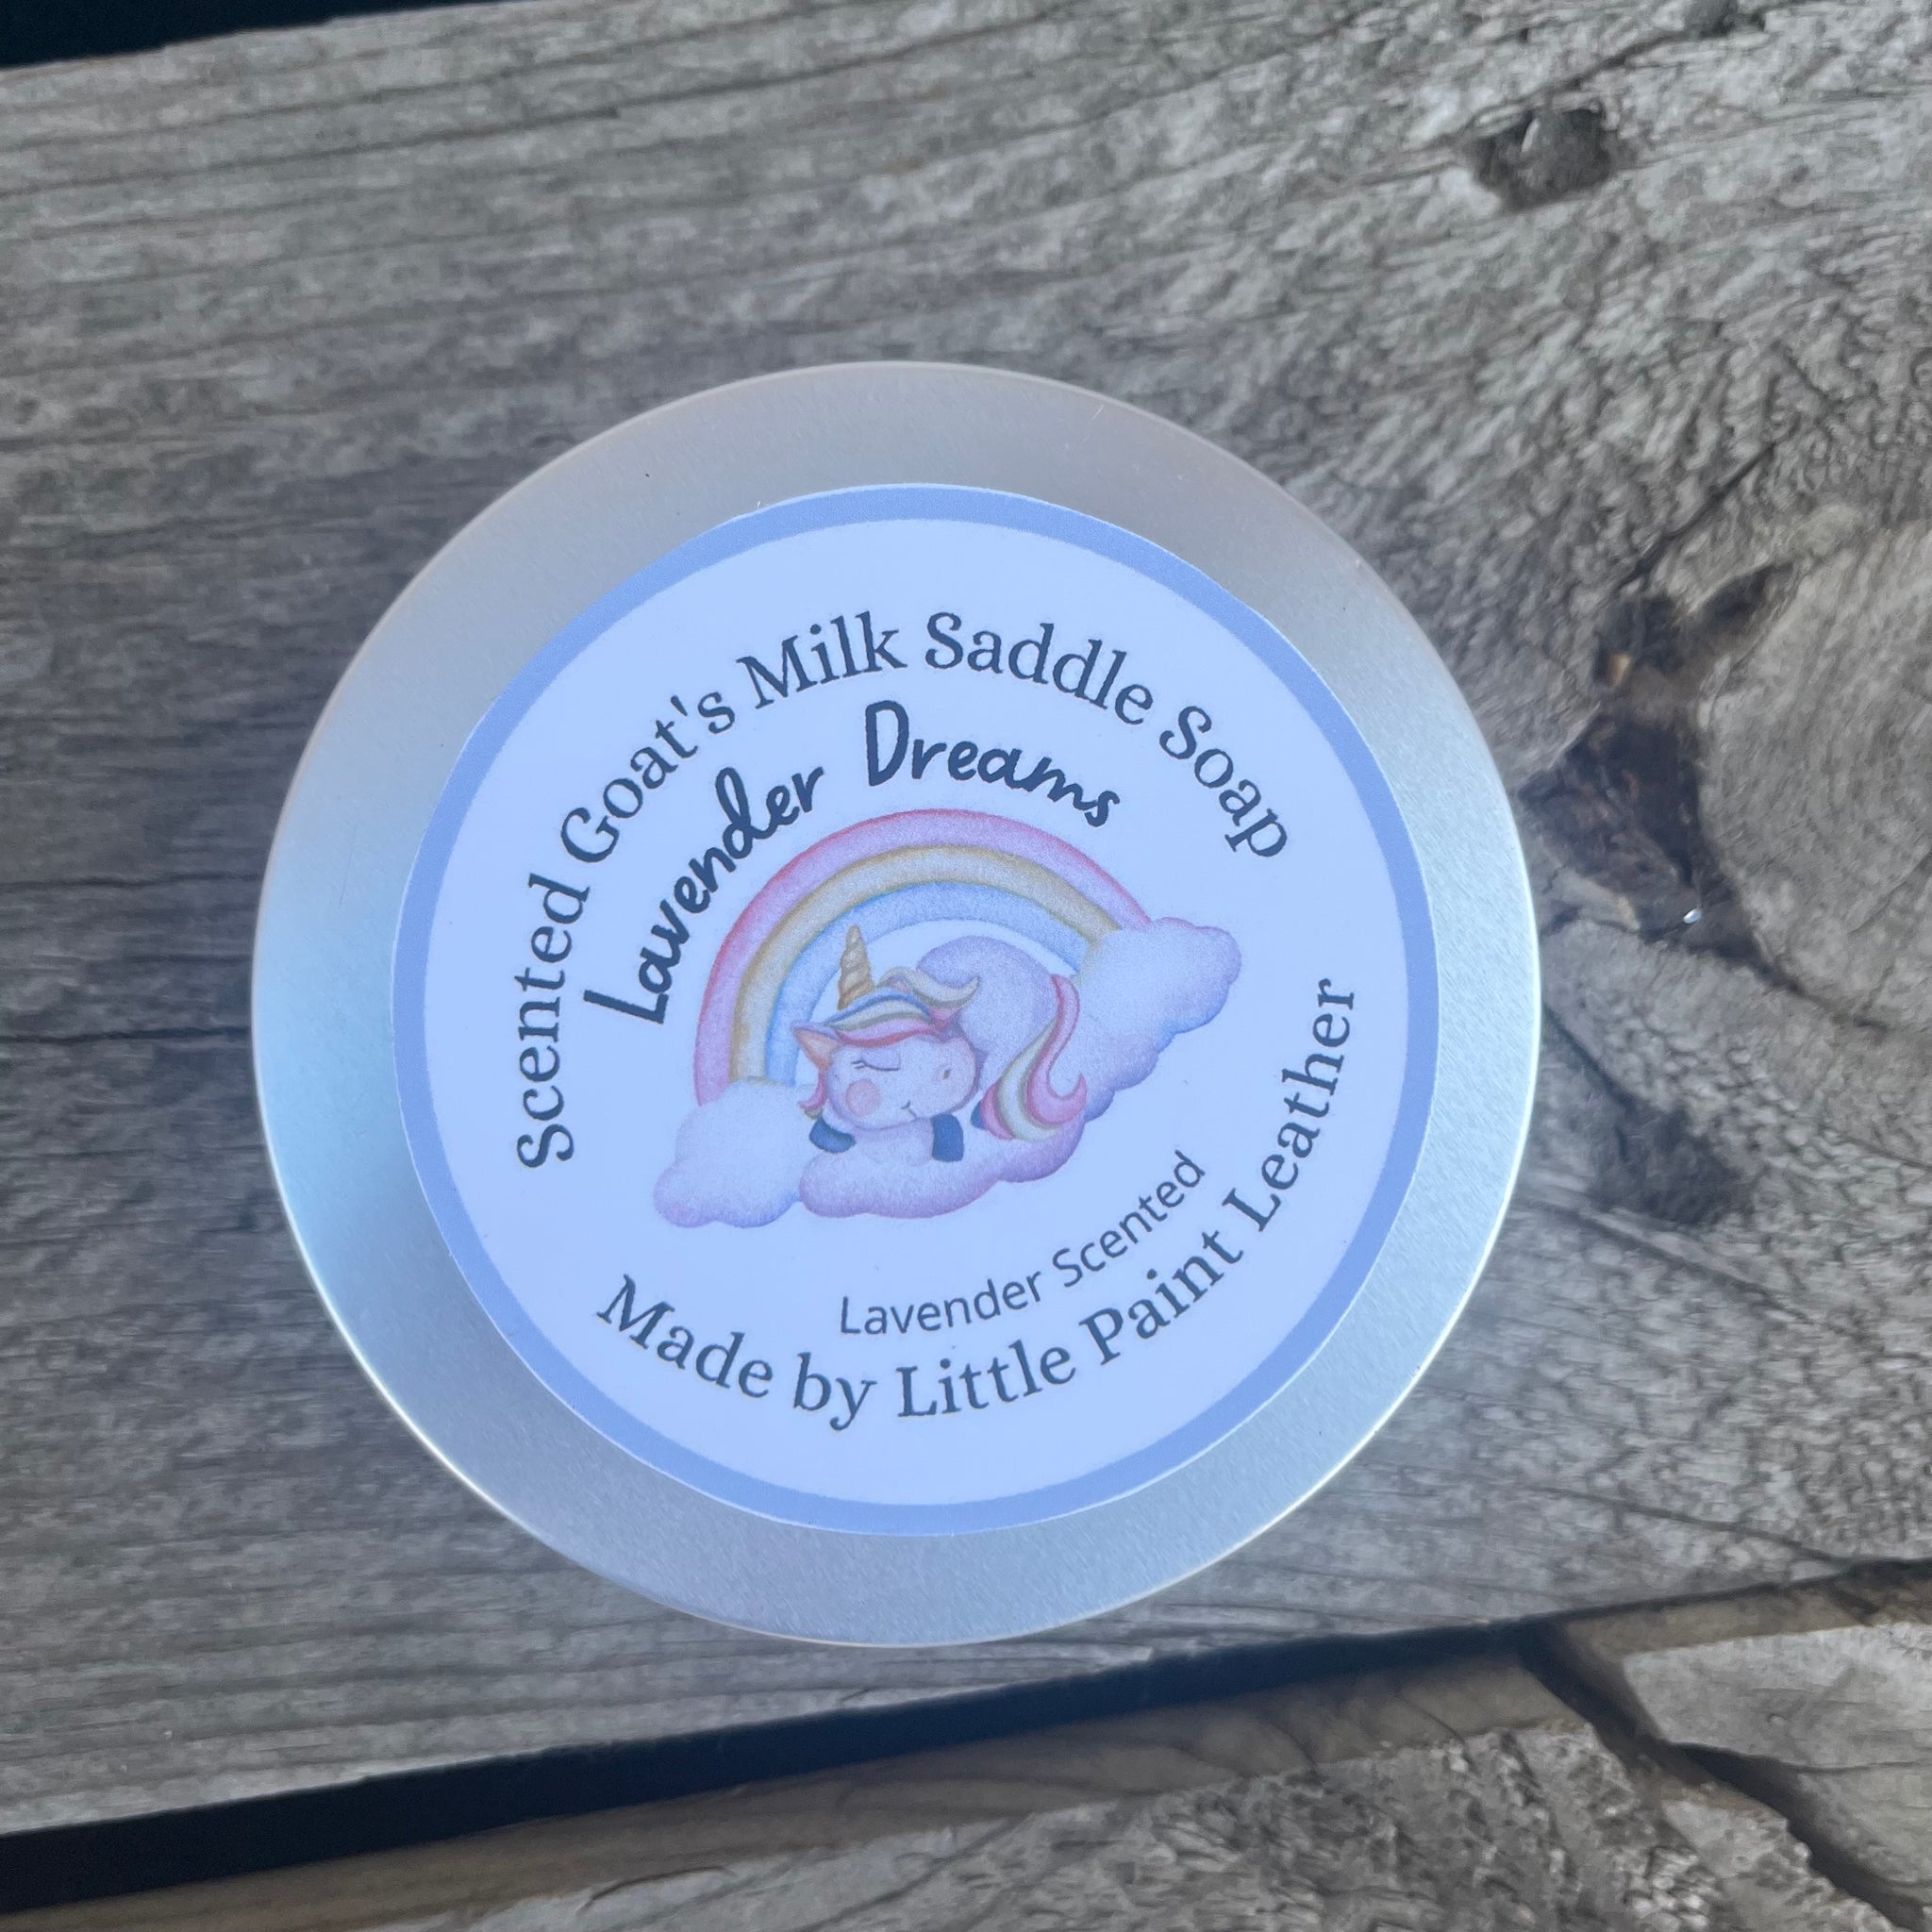 Scented Goat's Milk Saddle Soap
Lavender Dreams
Lavender Scented
Made by Little Paint Leather